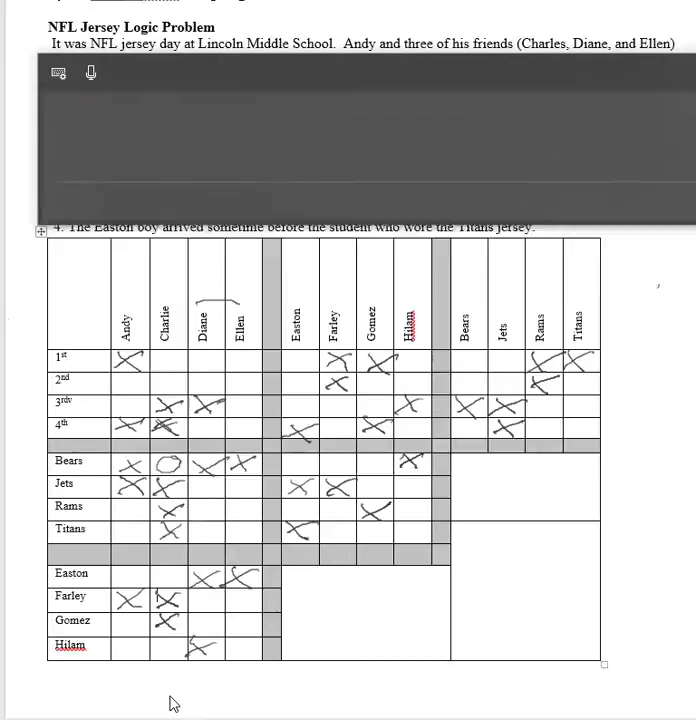 NFL Jersey Logic Problem
It was NFL jersey day at Lincoln Middle School. Andy and three of his friends (Charles, Diane, and Ellen)
4. The Easton boy arrived sometime before the student who wore the Titans jersey.
Andy Charlie Diane Ellen Easton Farley Gomez Hilam Bears Jets Rams Titans
1st X X X X X
2nd X X
3rdv X X X X X
4th X X X X X
Bears X O X X X
Jets X X X X
Rams X X
Titans X X
Easton X X
Farley X X
Gomez X
Hilam X